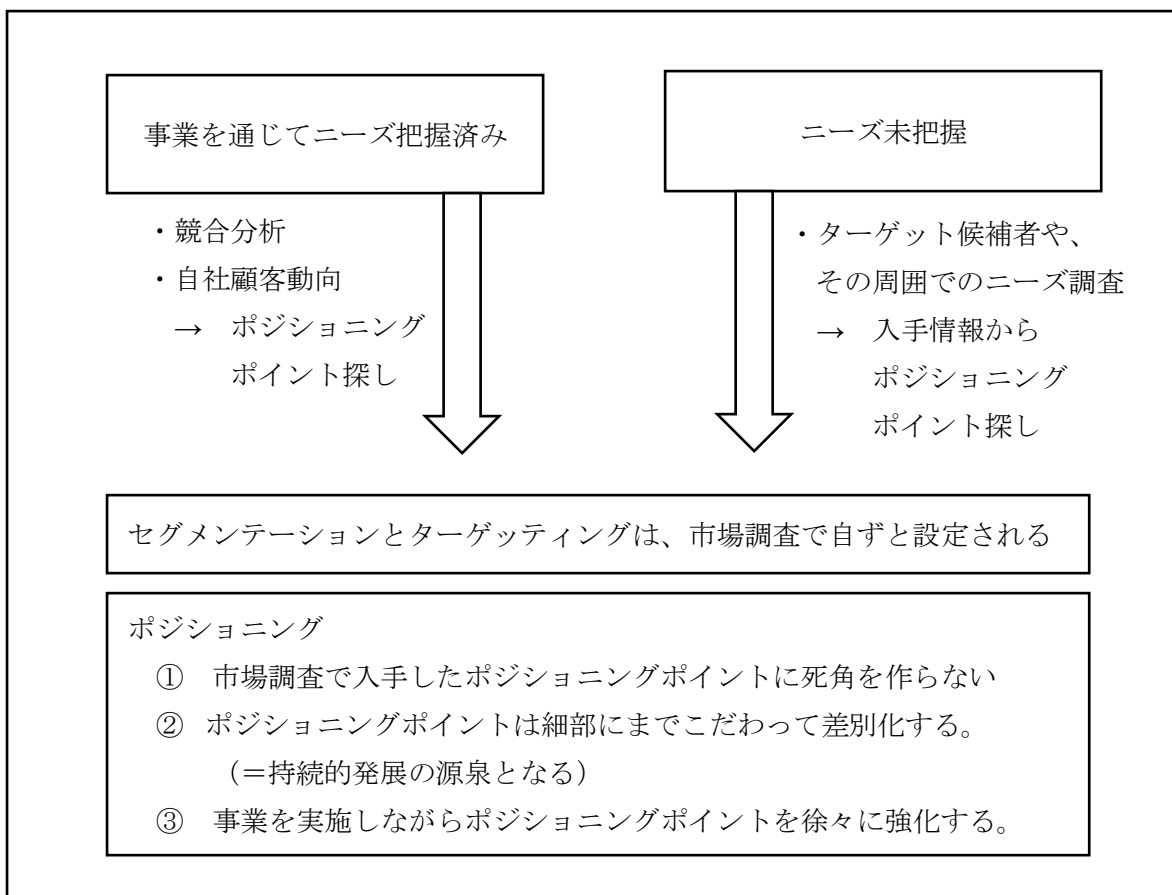 事業を通じてニーズ把握済み
ニーズ未把握
・競合分析
・自社顧客動向
→ ポジショニング
ポイント探し
・ターゲット候補者や、
その周囲でのニーズ調査
→ 入手情報から
ポジショニング
ポイント探し
セグメンテーションとターゲッティングは、市場調査で自ずと設定される
ポジショニング
① 市場調査で入手したポジショニングポイントに死角を作らない
② ポジショニングポイントは細部にまでこだわって差別化する。
（＝持続的発展の源泉となる）
③ 事業を実施しながらポジショニングポイントを徐々に強化する。